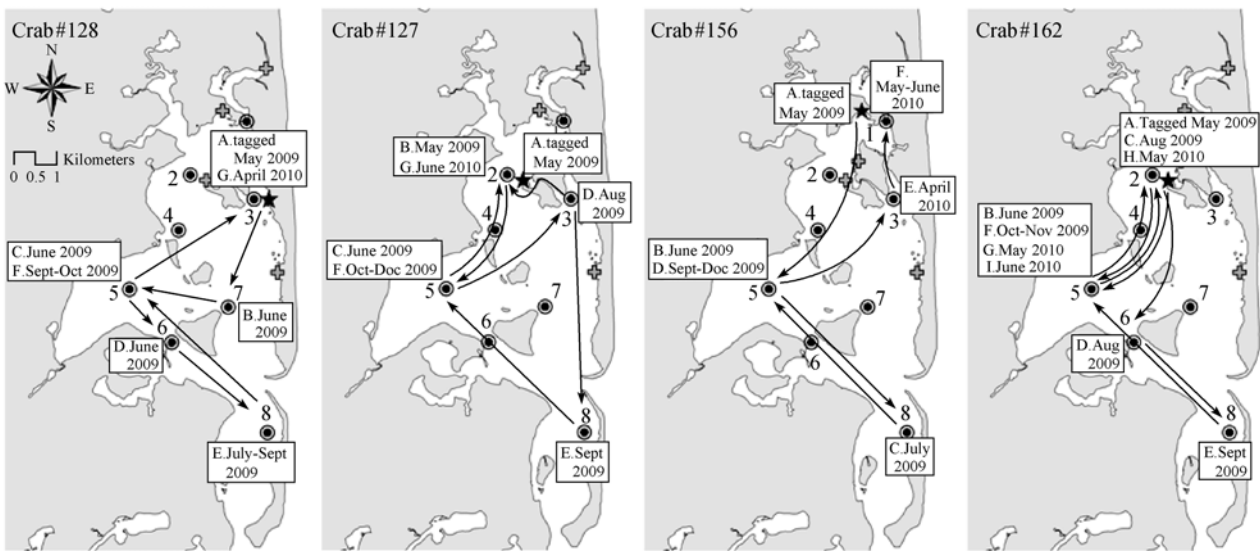 Crab#128
N
W E
S
Kilometers
0 0.5 1
A.tagged
May 2009
G.April 2010
2
3
4
C.June 2009
F.Sept-Oct 2009
5
7
B.June
2009
6
D.June
2009
8
E.July-Sept
2009
Crab#127
B.May 2009
G.June 2010
A.tagged
May 2009
2
D.Aug
2009
3
4
C.June 2009
F.Oct-Doc 2009
5
7
6
8
E.Sept
2009
Crab#156
A.tagged
May 2009
F.
May-June
2010
1
2
E.April
2010
3
4
B.June 2009
D.Sept-Doc 2009
5
7
6
8
C.July
2009
Crab#162
A.Tagged May 2009
C.Aug 2009
H.May 2010
2
3
4
B.June 2009
F.Oct-Nov 2009
G.May 2010
I.June 2010
5
7
6
D.Aug
2009
8
E.Sept
2009